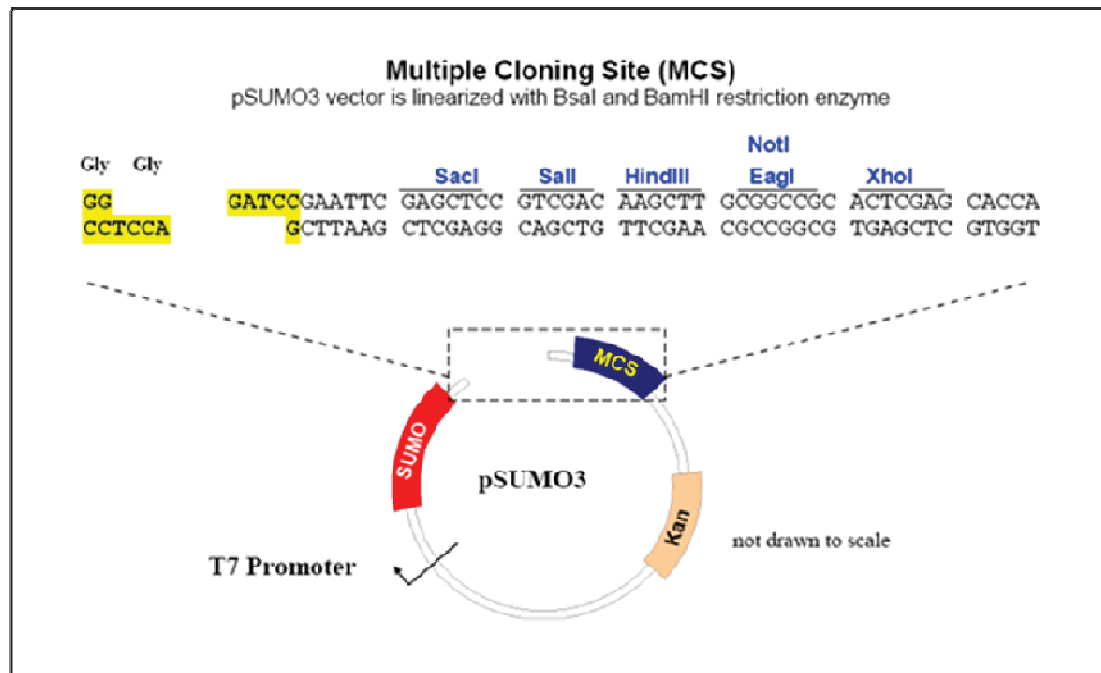 Multiple Cloning Site (MCS)
pSUMO3 vector is linearized with BsaI and BamHI restriction enzyme
NotI
Gly Gly SacI SalI HindIII EagI XhoI
GG GATCCGAATTC GAGCTCC GTCGAC AAGCTT GCGGCCGC ACTCGAG CACCA
CCTCCA GCTTAAG CTCGAGG CAGCTG TTCGAA CGCCGGCG TGAGCTC GTGGT
MCS
SUMO
pSUMO3
Kan
not drawn to scale
T7 Promoter